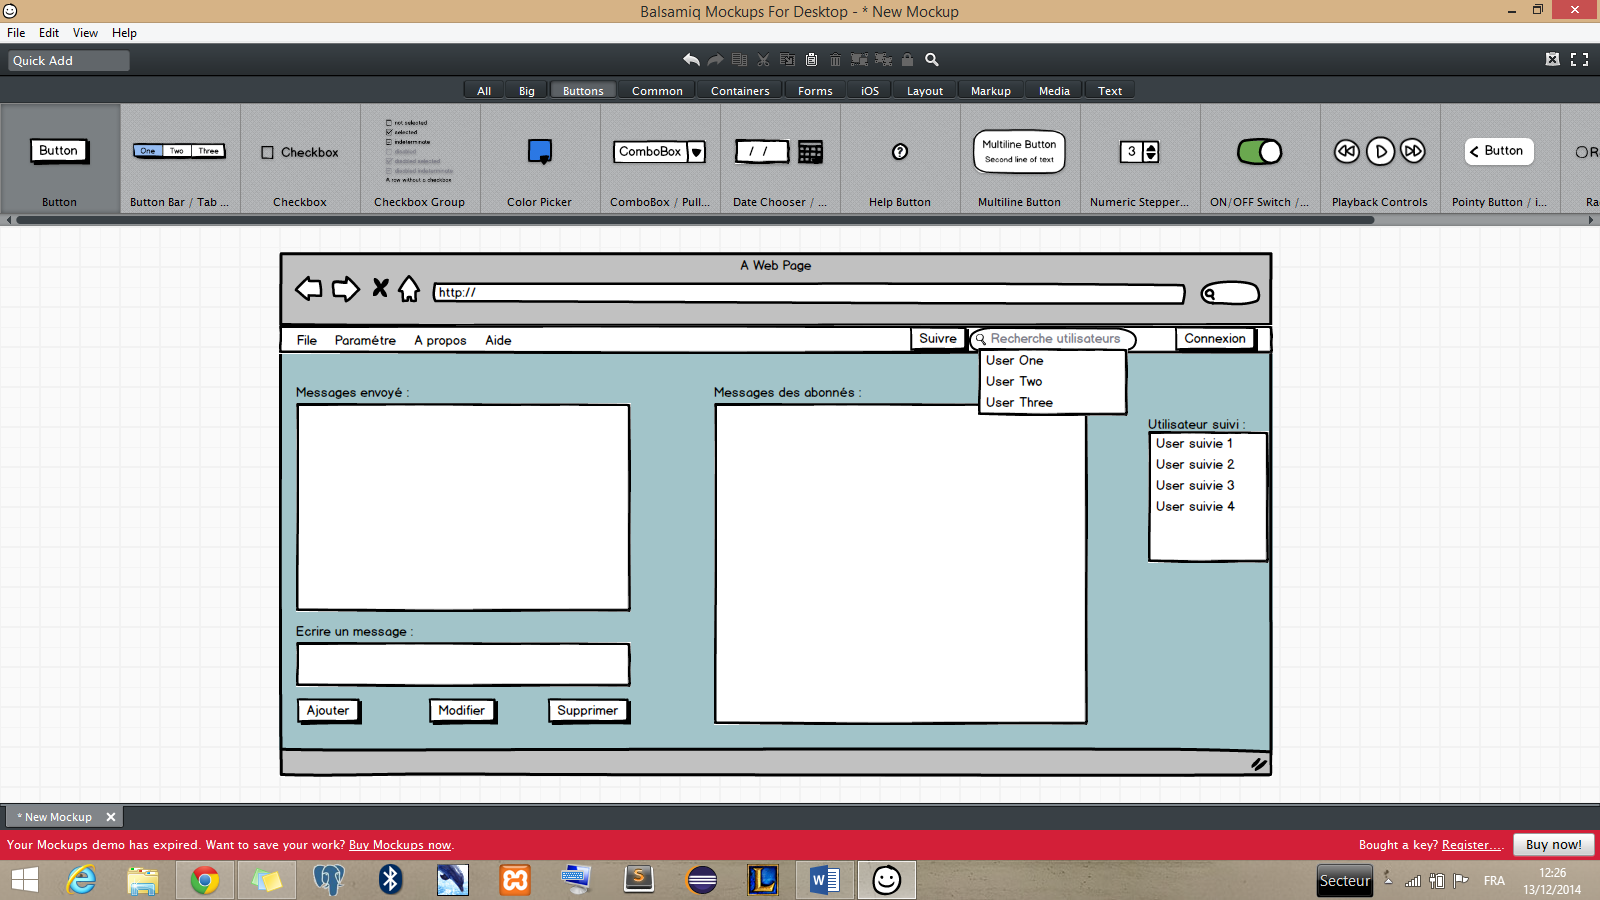 Balsamiq Mockups For Desktop - * New Mockup
File Edit View Help
Quick Add
All Big Buttons Common Containers Forms iOS Layout Markup Media Text
Button
One Two Three
Checkbox
not selected
selected
indeterminate
disabled
disabled selected
disabled indeterminate
A row without a checkbox
ComboBox
/ /
?
Multiline Button
Second line of text
3
Button
R
Button
Button Bar / Tab ...
Checkbox
Checkbox Group
Color Picker
ComboBox / Pull...
Date Chooser / ...
Help Button
Multiline Button
Numeric Stepper...
ON/OFF Switch /...
Playback Controls
Pointy Button / i...
Ra
A Web Page
http://
File Paramétre A propos Aide Suivre Recherche utilisateurs Connexion
User One
User Two
User Three
Messages envoyé :
Messages des abonnés :
Utilisateur suivi :
User suivie 1
User suivie 2
User suivie 3
User suivie 4
Ecrire un message :
Ajouter Modifier Supprimer
* New Mockup
Your Mockups demo has expired. Want to save your work? Buy Mockups now.
Bought a key? Register.... Buy now!
Secteur FRA 12:26
13/12/2014